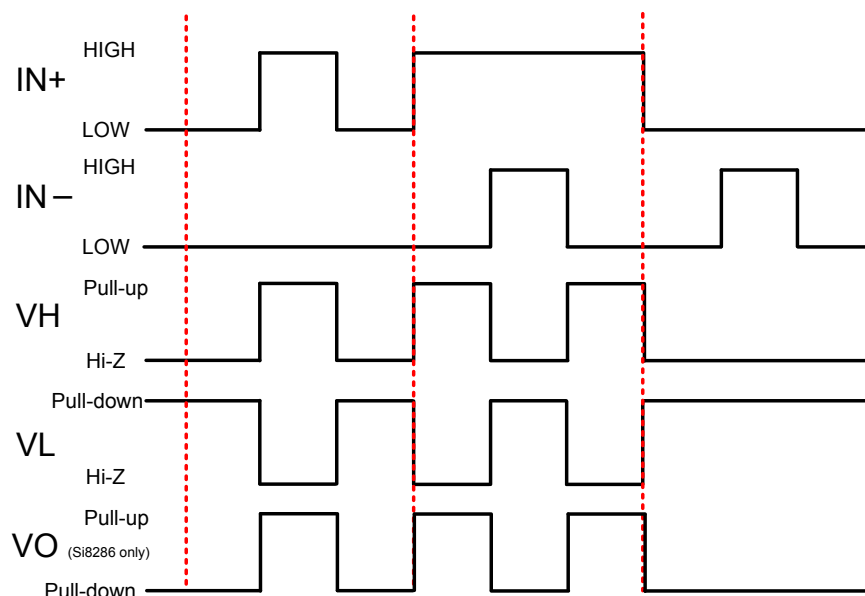 HIGH
IN+
LOW
HIGH
IN−
LOW
Pull-up
VH
Hi-Z
Pull-down
VL
Hi-Z
Pull-up
VO (Si8286 only)
Pull-down